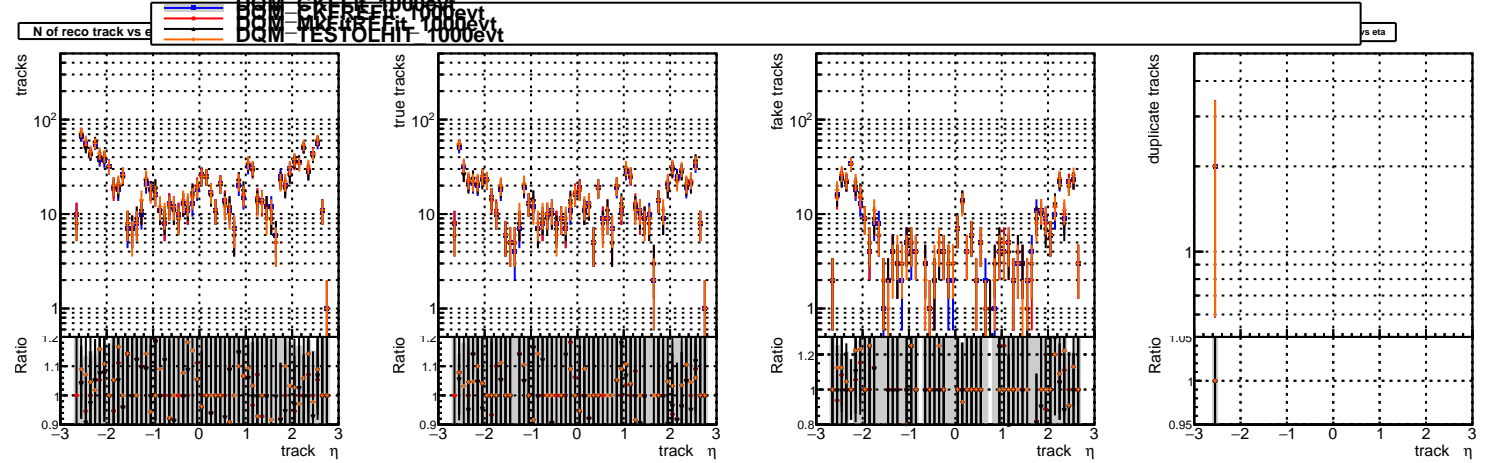 DQM_CKFFit_1000evt
DQM_CKFREFit_1000evt
DQM_MKFitREFit_1000evt
DQM_TESTOLHIT_1000evt
N of reco track vs e
vs eta
tracks
10²
10
1
Ratio
1.2
1.1
1
0.9
−3 −2 −1 0 1 2 3
track η
true tracks
10²
10
1
Ratio
1.2
1.1
1
0.9
−3 −2 −1 0 1 2 3
track η
fake tracks
10²
10
1
Ratio
1.2
1
0.8
−3 −2 −1 0 1 2 3
track η
duplicate tracks
1
Ratio
1.05
1
0.95
−3 −2 −1 0 1 2 3
track η